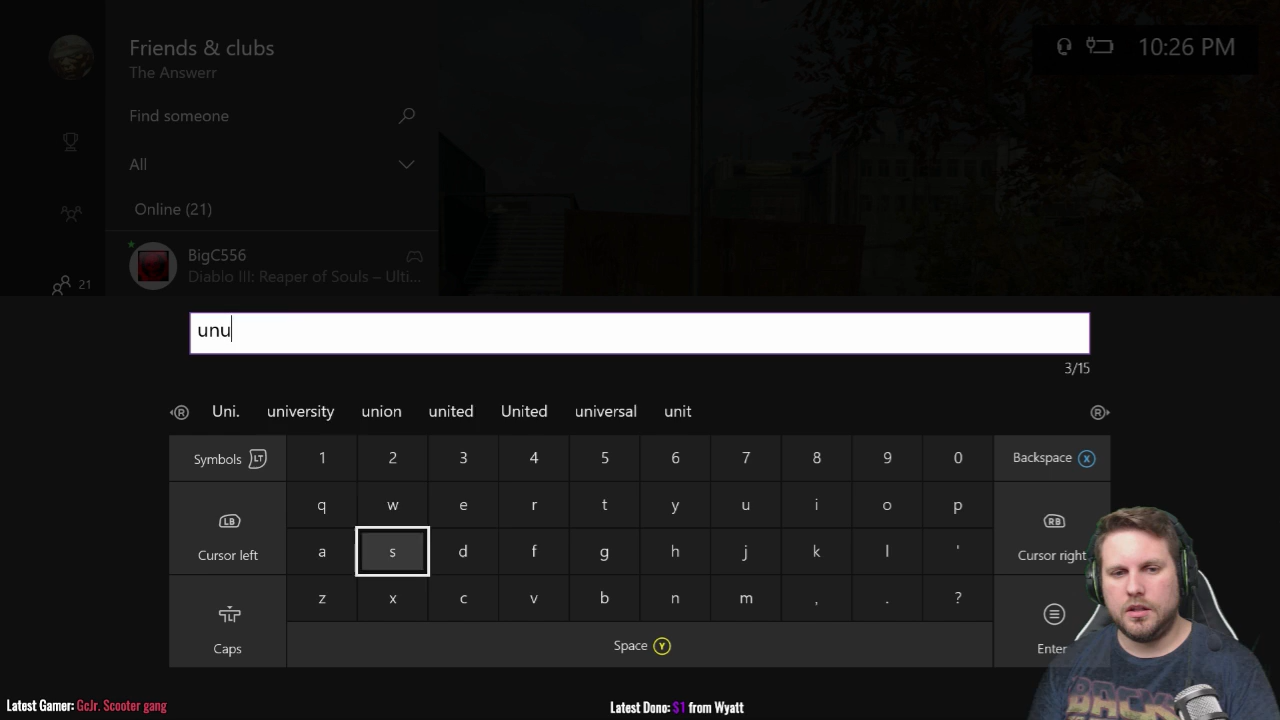 Friends & clubs
10:26 PM
The Answerr
Find someone
All
Online (21)
BigC556
Diablo III: Reaper of Souls – Ulti...
21
unu
3/15
R Uni. university union united United universal unit R
Symbols LT 1 2 3 4 5 6 7 8 9 0 Backspace X
q w e r t y u i o p
LB RB
Cursor left a s d f g h j k l ' Cursor right
z x c v b n m , . ?
Caps Space Y Enter
Latest Gamer: GcJr. Scooter gang
Latest Dono: $1 from Wyatt